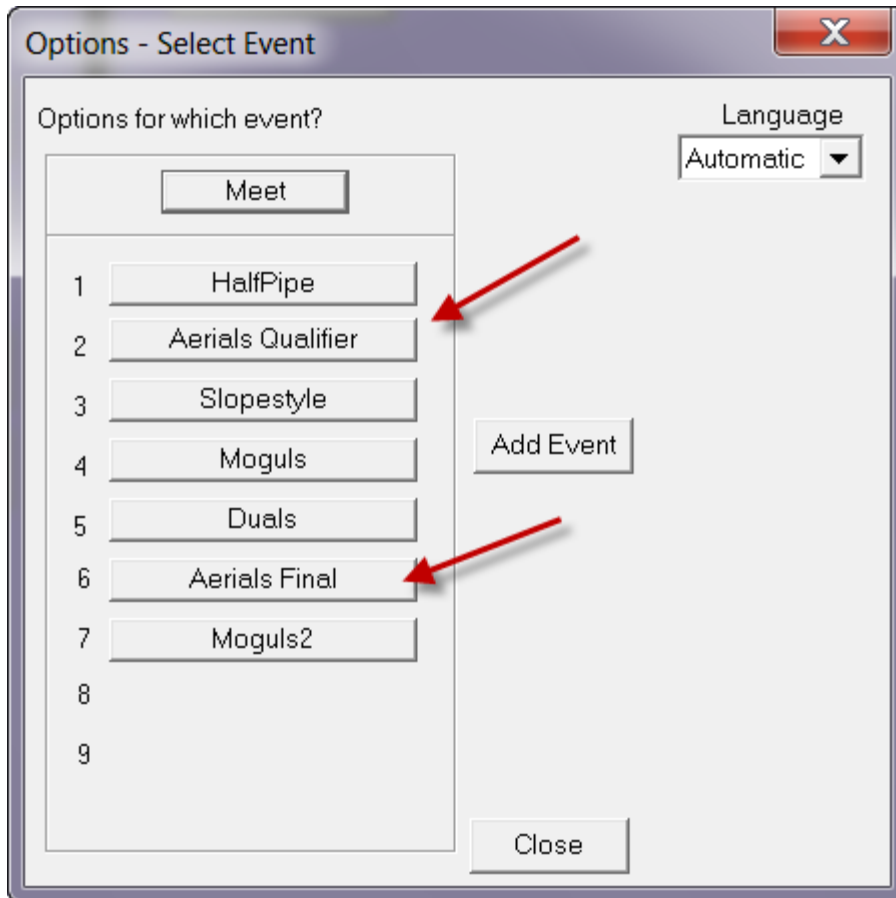 Options - Select Event
Options for which event?
Language
Automatic
Meet
1 HalfPipe
2 Aerials Qualifier
3 Slopestyle
4 Moguls
Add Event
5 Duals
6 Aerials Final
7 Moguls2
8
9
Close